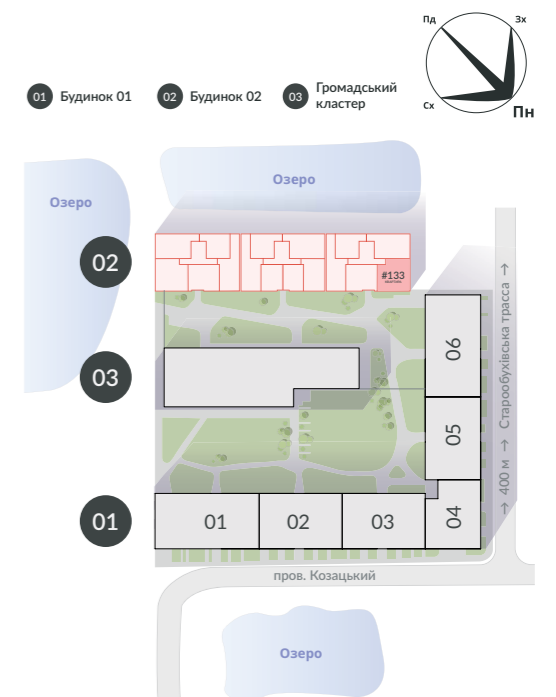 Пд
Зх
Сх
Пн
01 Будинок 01
02 Будинок 02
03 Громадський
кластер
Озеро
Озеро
02
#133
03
06
05
04
01
01
02
03
→ 400 м → Старообухівська трасса →
пров. Козацький
Озеро